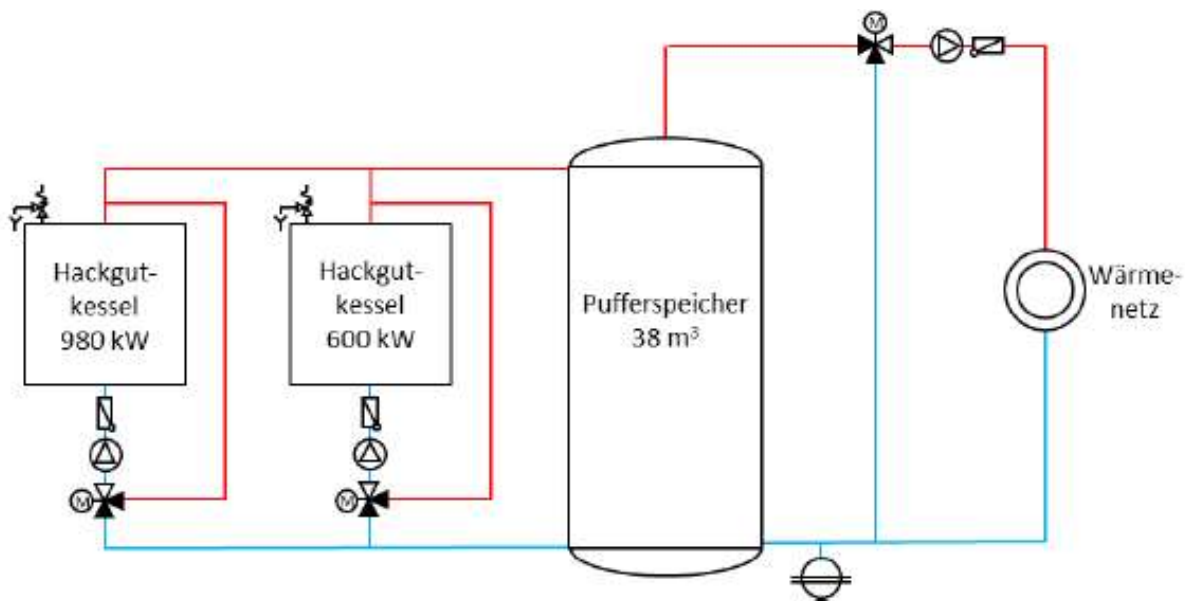 M
Hackgut-
kessel
980 kW
Hackgut-
kessel
600 kW
Pufferspeicher
38 m³
Wärme-
netz
M
M